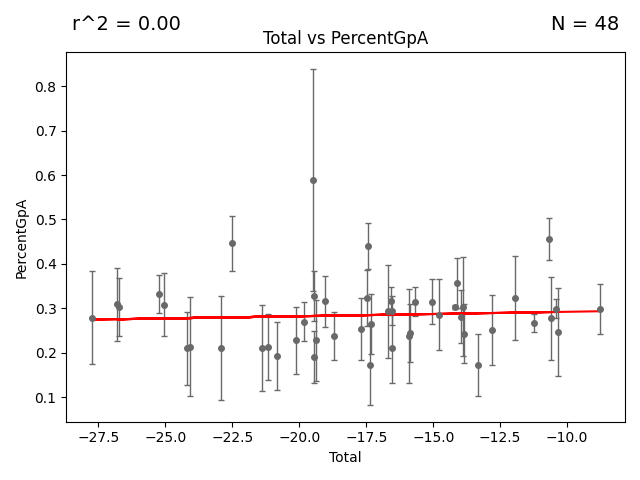 r^2 = 0.00
N = 48
Total vs PercentGpA
PercentGpA
0.8
0.7
0.6
0.5
0.4
0.3
0.2
0.1
−27.5 −25.0 −22.5 −20.0 −17.5 −15.0 −12.5 −10.0
Total